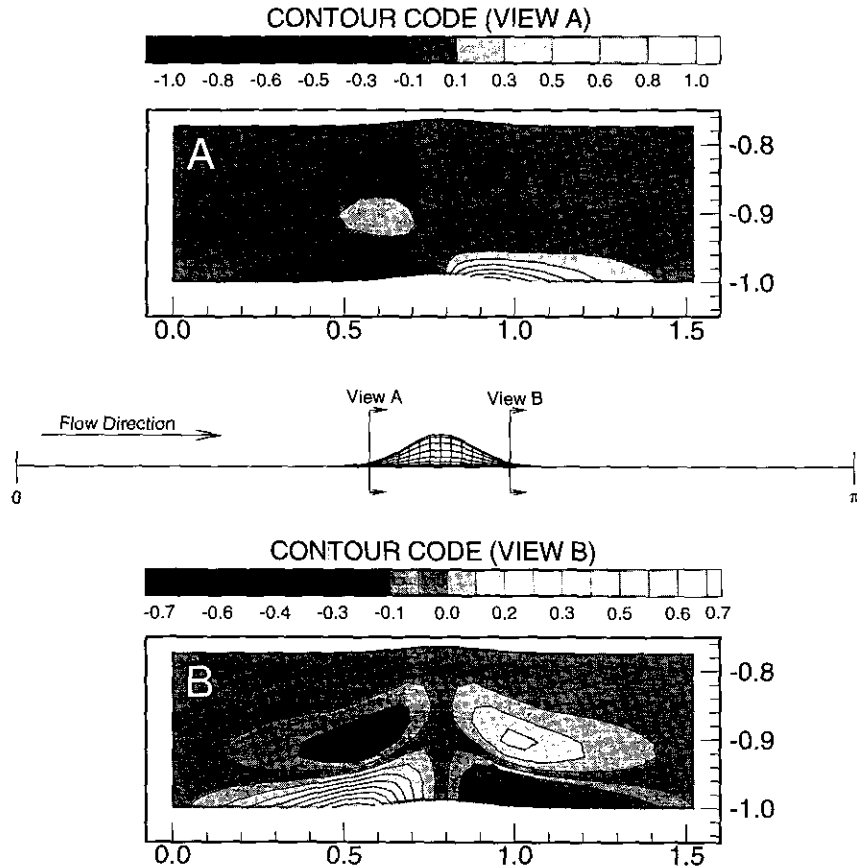 CONTOUR CODE (VIEW A)
-1.0 -0.8 -0.6 -0.5 -0.3 -0.1 0.1 0.3 0.5 0.6 0.8 1.0
A
-0.8
-0.9
-1.0
0.0 0.5 1.0 1.5
View A View B
Flow Direction
0 π
CONTOUR CODE (VIEW B)
-0.7 -0.6 -0.4 -0.3 -0.1 0.0 0.2 0.3 0.5 0.6 0.7
B
-0.8
-0.9
-1.0
0.0 0.5 1.0 1.5